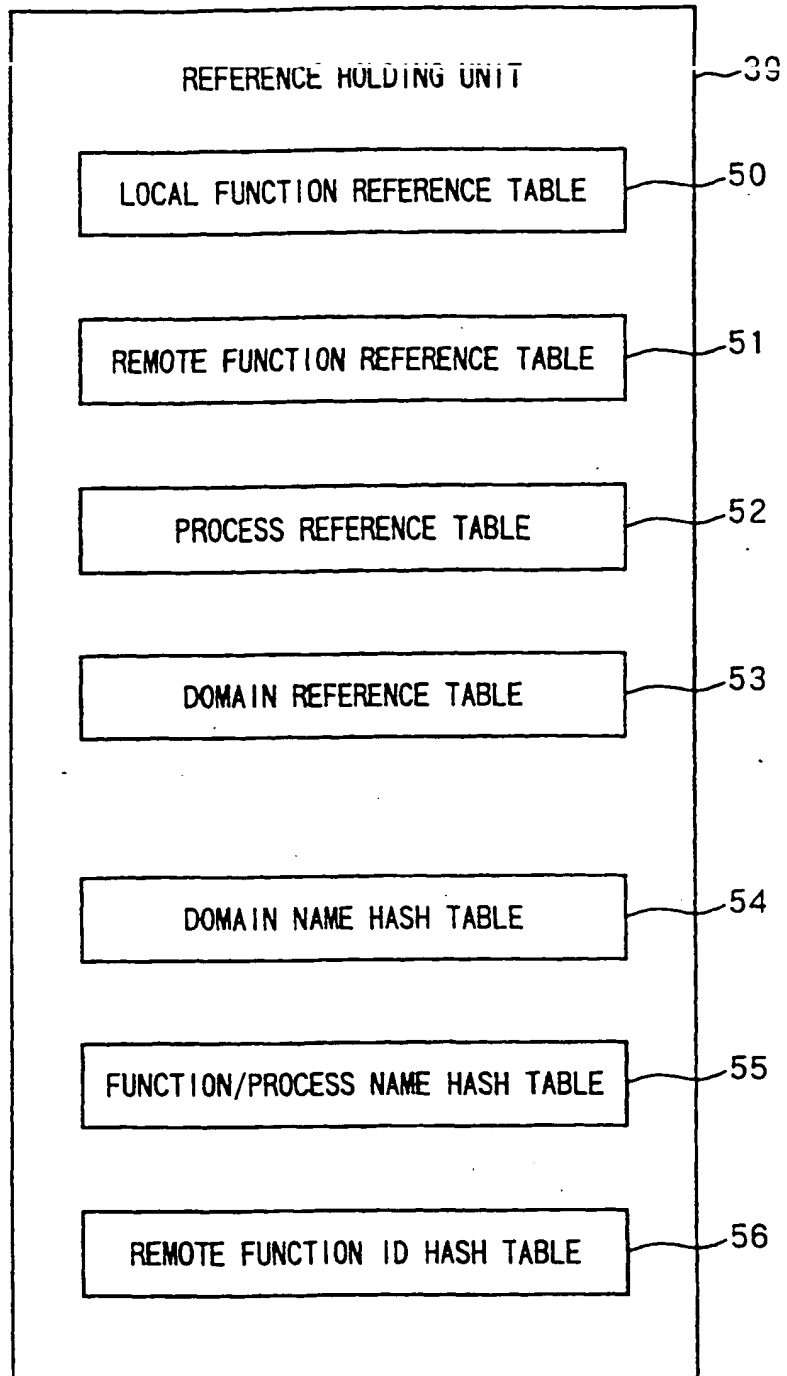 REFERENCE HOLDING UNIT 39
LOCAL FUNCTION REFERENCE TABLE 50
REMOTE FUNCTION REFERENCE TABLE 51
PROCESS REFERENCE TABLE 52
DOMAIN REFERENCE TABLE 53
DOMAIN NAME HASH TABLE 54
FUNCTION/PROCESS NAME HASH TABLE 55
REMOTE FUNCTION ID HASH TABLE 56